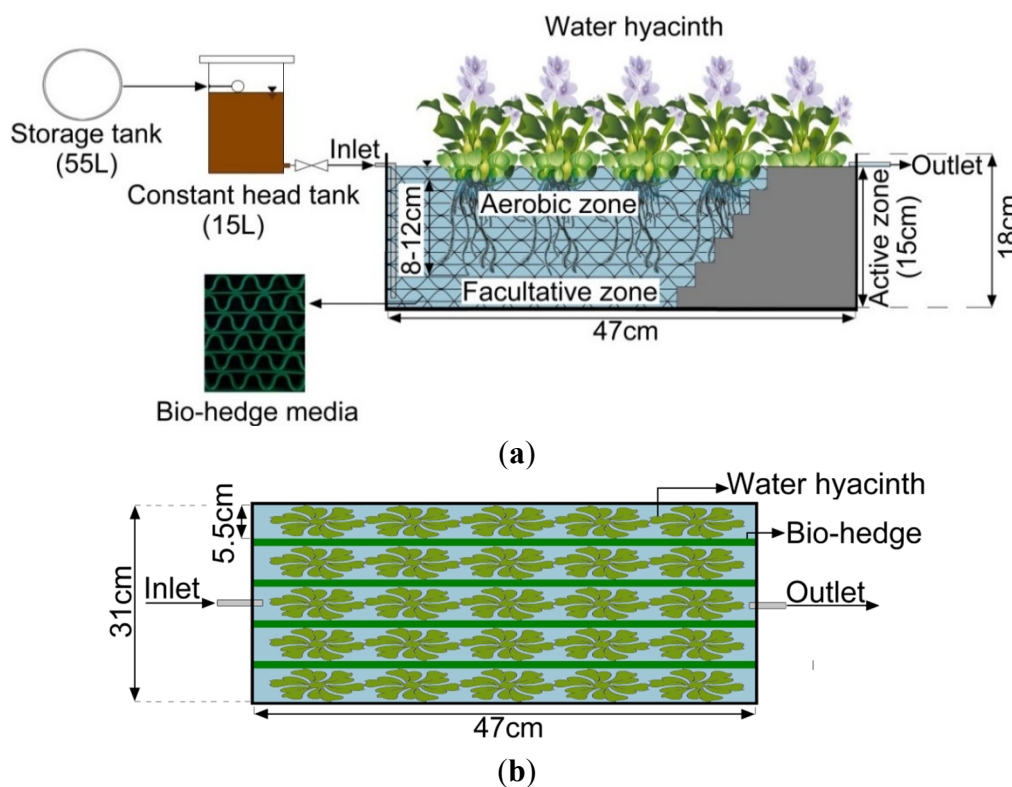 Water hyacinth
Storage tank
(55L)
Constant head tank
(15L)
Inlet
Outlet
Aerobic zone
8-12cm
Facultative zone
Active zone
(15cm)
18cm
47cm
Bio-hedge media
(a)
Water hyacinth
5.5cm
Bio-hedge
Inlet
31cm
Outlet
47cm
(b)